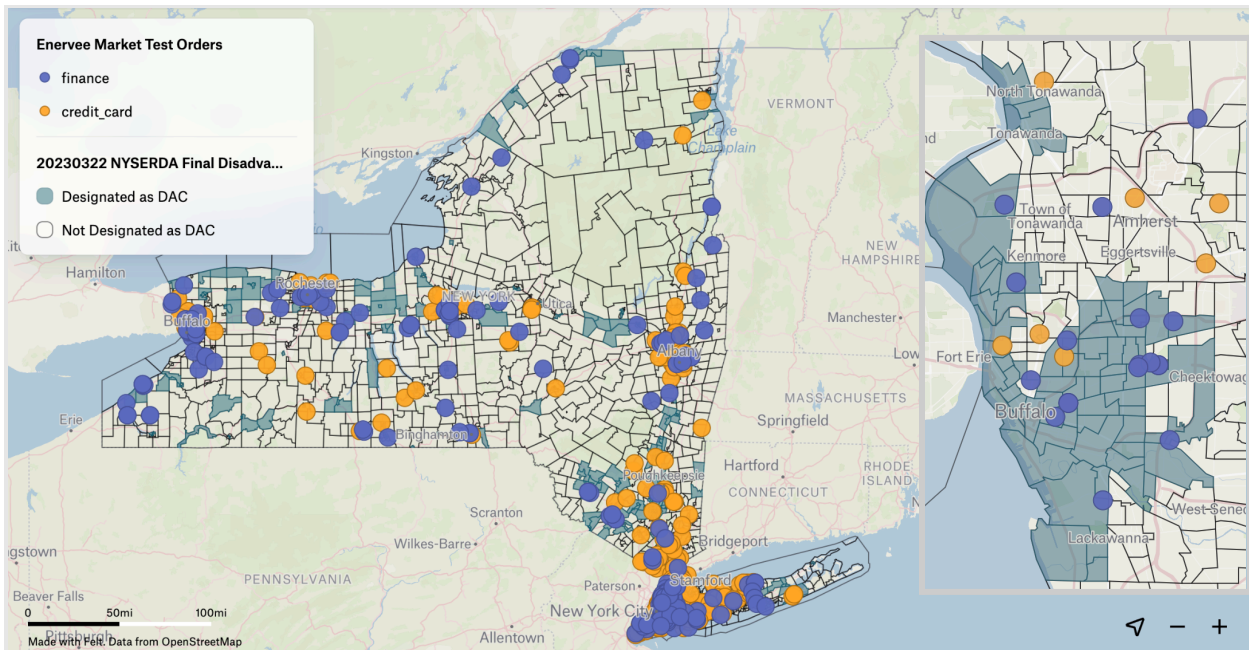 Enervee Market Test Orders
finance
credit_card
20230322 NYSERDA Final Disadva...
Designated as DAC
Not Designated as DAC
Kingston
Hamilton
VERMONT
Lake
Champlain
NEW
HAMPSHIRE
Manchester
Rochester
NEW YORK
Utica
Buffalo
Albany
MASSACHUSETTS
Springfield
Erie
Binghamton
Poughkeepsie
Hartford
CONNECTICUT
RHODE
ISLAND
Scranton
Wilkes-Barre
Bridgeport
Stamford
Paterson
New York City
PENNSYLVANIA
ngstown
Beaver Falls
Pittsburgh
Allentown
0
50mi
100mi
Made with Felt. Data from OpenStreetMap
North Tonawanda
Tonawanda
Town of
Tonawanda
Amherst
Kenmore
Eggertsville
Fort Erie
Cheektowag
Buffalo
West Sene
Lackawanna